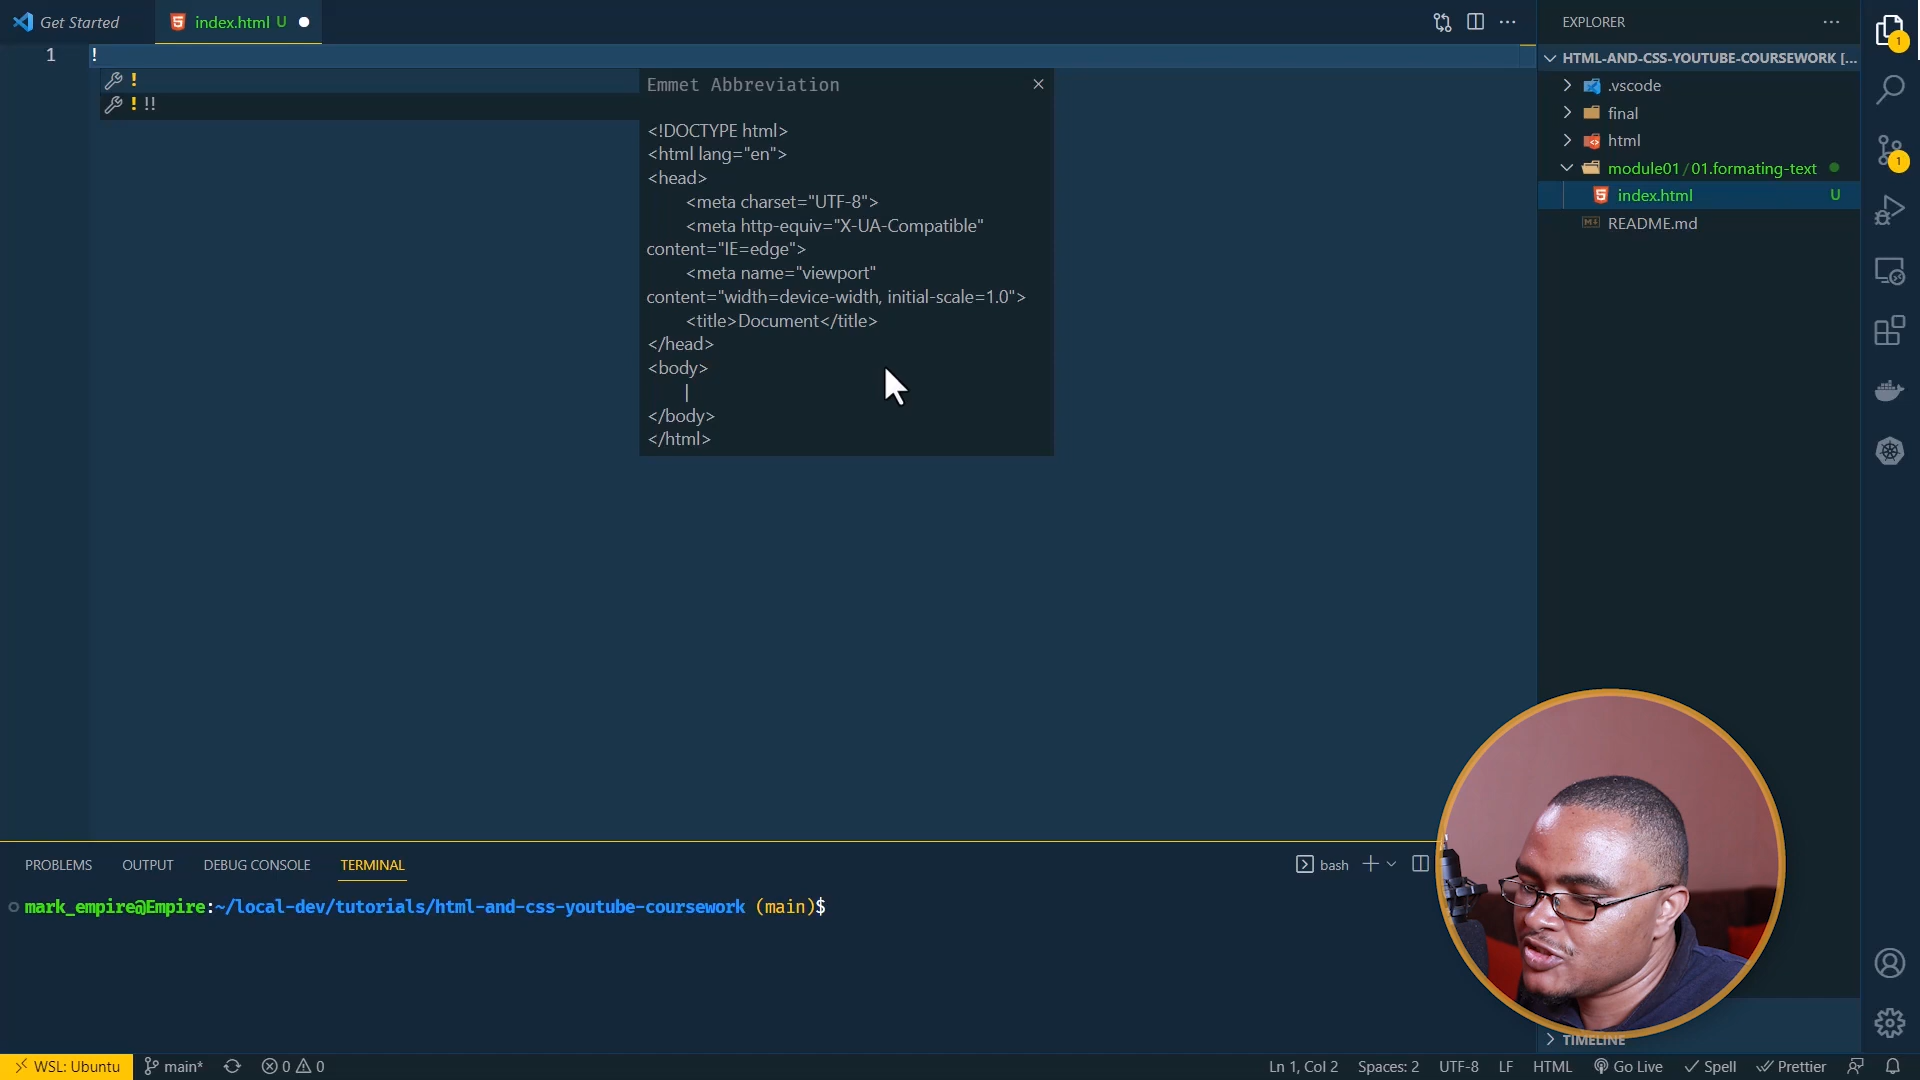 Get Started
index.html U
EXPLORER
1
1
!
HTML-AND-CSS-YOUTUBE-COURSEWORK [...
!
! !!
Emmet Abbreviation
<!DOCTYPE html>
<html lang="en">
<head>
<meta charset="UTF-8">
<meta http-equiv="X-UA-Compatible"
content="IE=edge">
<meta name="viewport"
content="width=device-width, initial-scale=1.0">
<title>Document</title>
</head>
<body>
|
</body>
</html>
.vscode
final
html
module01 / 01.formating-text
index.html U
README.md
1
PROBLEMS OUTPUT DEBUG CONSOLE TERMINAL
bash
mark_empire@Empire:~/local-dev/tutorials/html-and-css-youtube-coursework (main)$
TIMELINE
WSL: Ubuntu main* 0 0 Ln 1, Col 2 Spaces: 2 UTF-8 LF HTML Go Live Spell Prettier